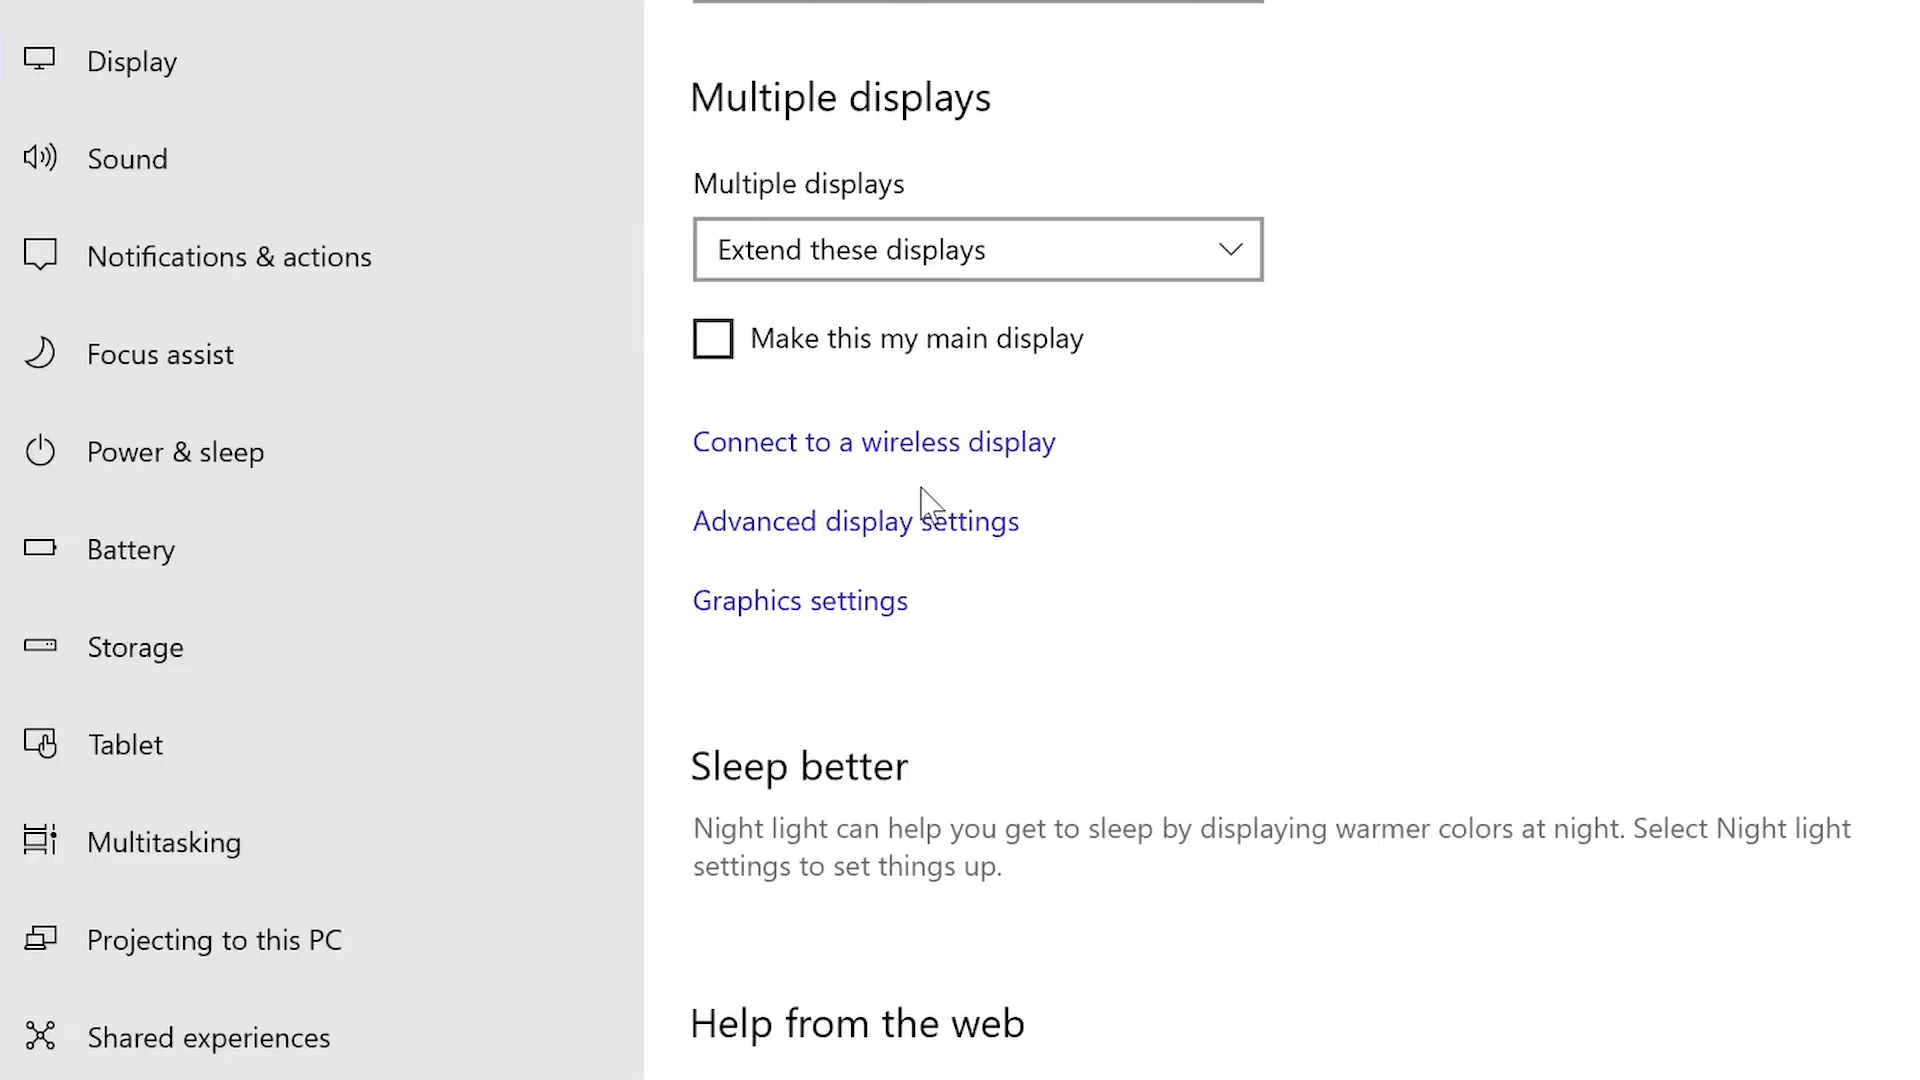 Display
Sound
Notifications & actions
Focus assist
Power & sleep
Battery
Storage
Tablet
Multitasking
Projecting to this PC
Shared experiences
Multiple displays
Multiple displays
Extend these displays
Make this my main display
Connect to a wireless display
Advanced display settings
Graphics settings
Sleep better
Night light can help you get to sleep by displaying warmer colors at night. Select Night light
settings to set things up.
Help from the web